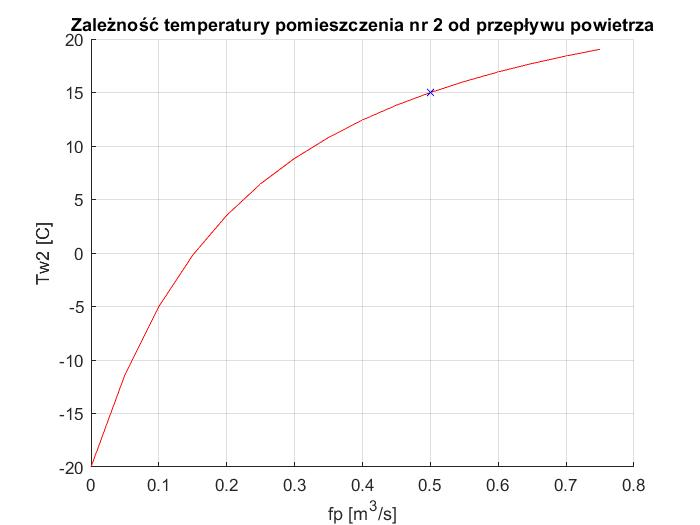 Zależność temperatury pomieszczenia nr 2 od przepływu powietrza
20
15
10
5
0
-5
-10
-15
-20
Tw2 [C]
0 0.1 0.2 0.3 0.4 0.5 0.6 0.7 0.8
fp [m³/s]